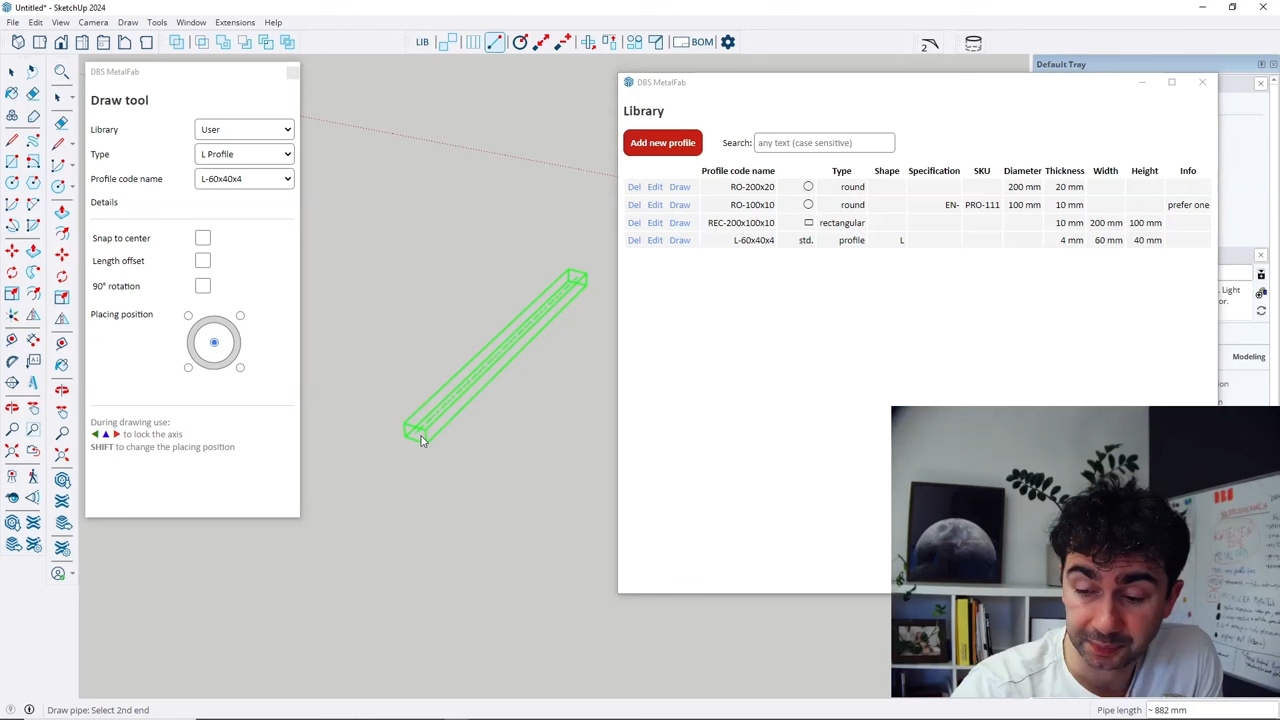 Untitled* - SketchUp 2024
File Edit View Camera Draw Tools Window Extensions Help
LIB BOM
Default Tray
DBS MetalFab
Draw tool
Library User
Type L Profile
Profile code name L-60x40x4
Details
Snap to center
Length offset
90° rotation
Placing position
During drawing use:
to lock the axis
SHIFT to change the placing position
DBS MetalFab
Library
Add new profile Search: any text (case sensitive)
Profile code name Type Shape Specification SKU Diameter Thickness Width Height Info
Del Edit Draw RO-200x20 round 200 mm 20 mm
Del Edit Draw RO-100x10 round EN- PRO-111 100 mm 10 mm prefer one
Del Edit Draw REC-200x100x10 rectangular 10 mm 200 mm 100 mm
Del Edit Draw L-60x40x4 std. profile L 4 mm 60 mm 40 mm
. Light
r.
Modeling
Draw pipe: Select 2nd end
Pipe length ~ 882 mm